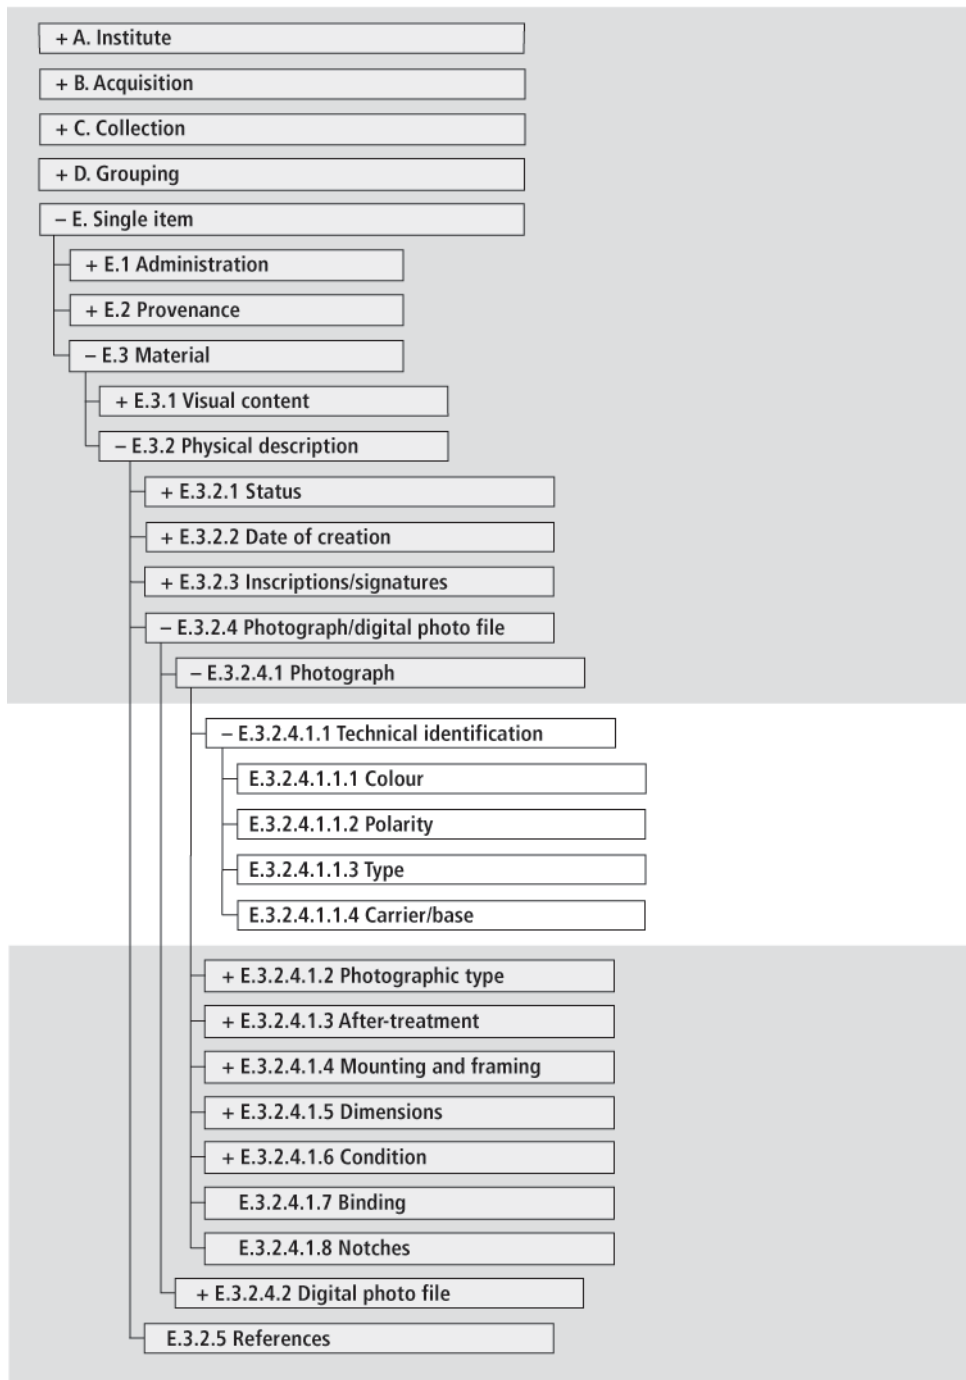 + A. Institute
+ B. Acquisition
+ C. Collection
+ D. Grouping
– E. Single item
+ E.1 Administration
+ E.2 Provenance
– E.3 Material
+ E.3.1 Visual content
– E.3.2 Physical description
+ E.3.2.1 Status
+ E.3.2.2 Date of creation
+ E.3.2.3 Inscriptions/signatures
– E.3.2.4 Photograph/digital photo file
– E.3.2.4.1 Photograph
– E.3.2.4.1.1 Technical identification
E.3.2.4.1.1.1 Colour
E.3.2.4.1.1.2 Polarity
E.3.2.4.1.1.3 Type
E.3.2.4.1.1.4 Carrier/base
+ E.3.2.4.1.2 Photographic type
+ E.3.2.4.1.3 After-treatment
+ E.3.2.4.1.4 Mounting and framing
+ E.3.2.4.1.5 Dimensions
+ E.3.2.4.1.6 Condition
E.3.2.4.1.7 Binding
E.3.2.4.1.8 Notches
+ E.3.2.4.2 Digital photo file
E.3.2.5 References